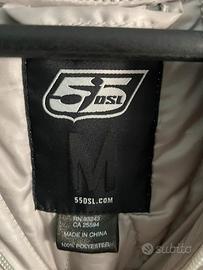 55DSL
M
55DSL.COM
RN 93243
CA 25594
MADE IN CHINA
100% POLYESTER
subito